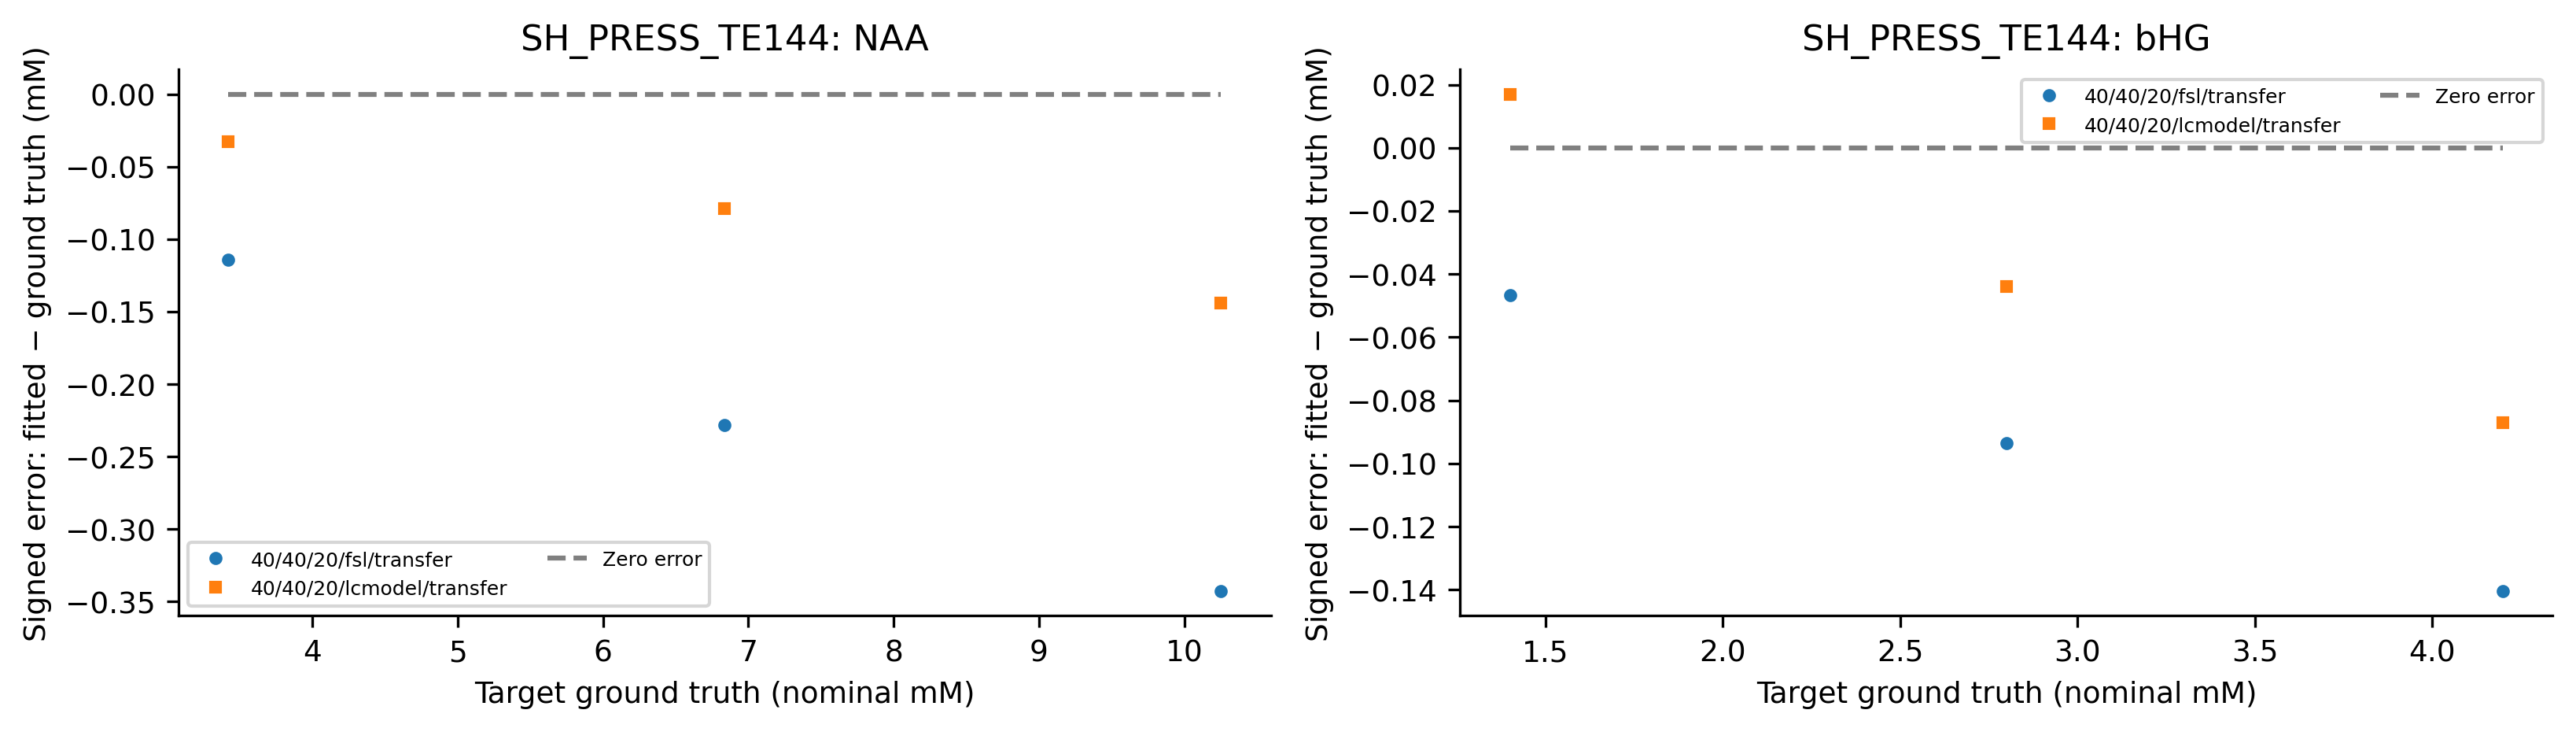 SH_PRESS_TE144: NAA
Signed error: fitted − ground truth (mM)
0.00
−0.05
−0.10
−0.15
−0.20
−0.25
−0.30
−0.35
40/40/20/fsl/transfer
40/40/20/lcmodel/transfer
Zero error
4 5 6 7 8 9 10
Target ground truth (nominal mM)
SH_PRESS_TE144: bHG
Signed error: fitted − ground truth (mM)
0.02
0.00
−0.02
−0.04
−0.06
−0.08
−0.10
−0.12
−0.14
40/40/20/fsl/transfer
40/40/20/lcmodel/transfer
Zero error
1.5 2.0 2.5 3.0 3.5 4.0
Target ground truth (nominal mM)